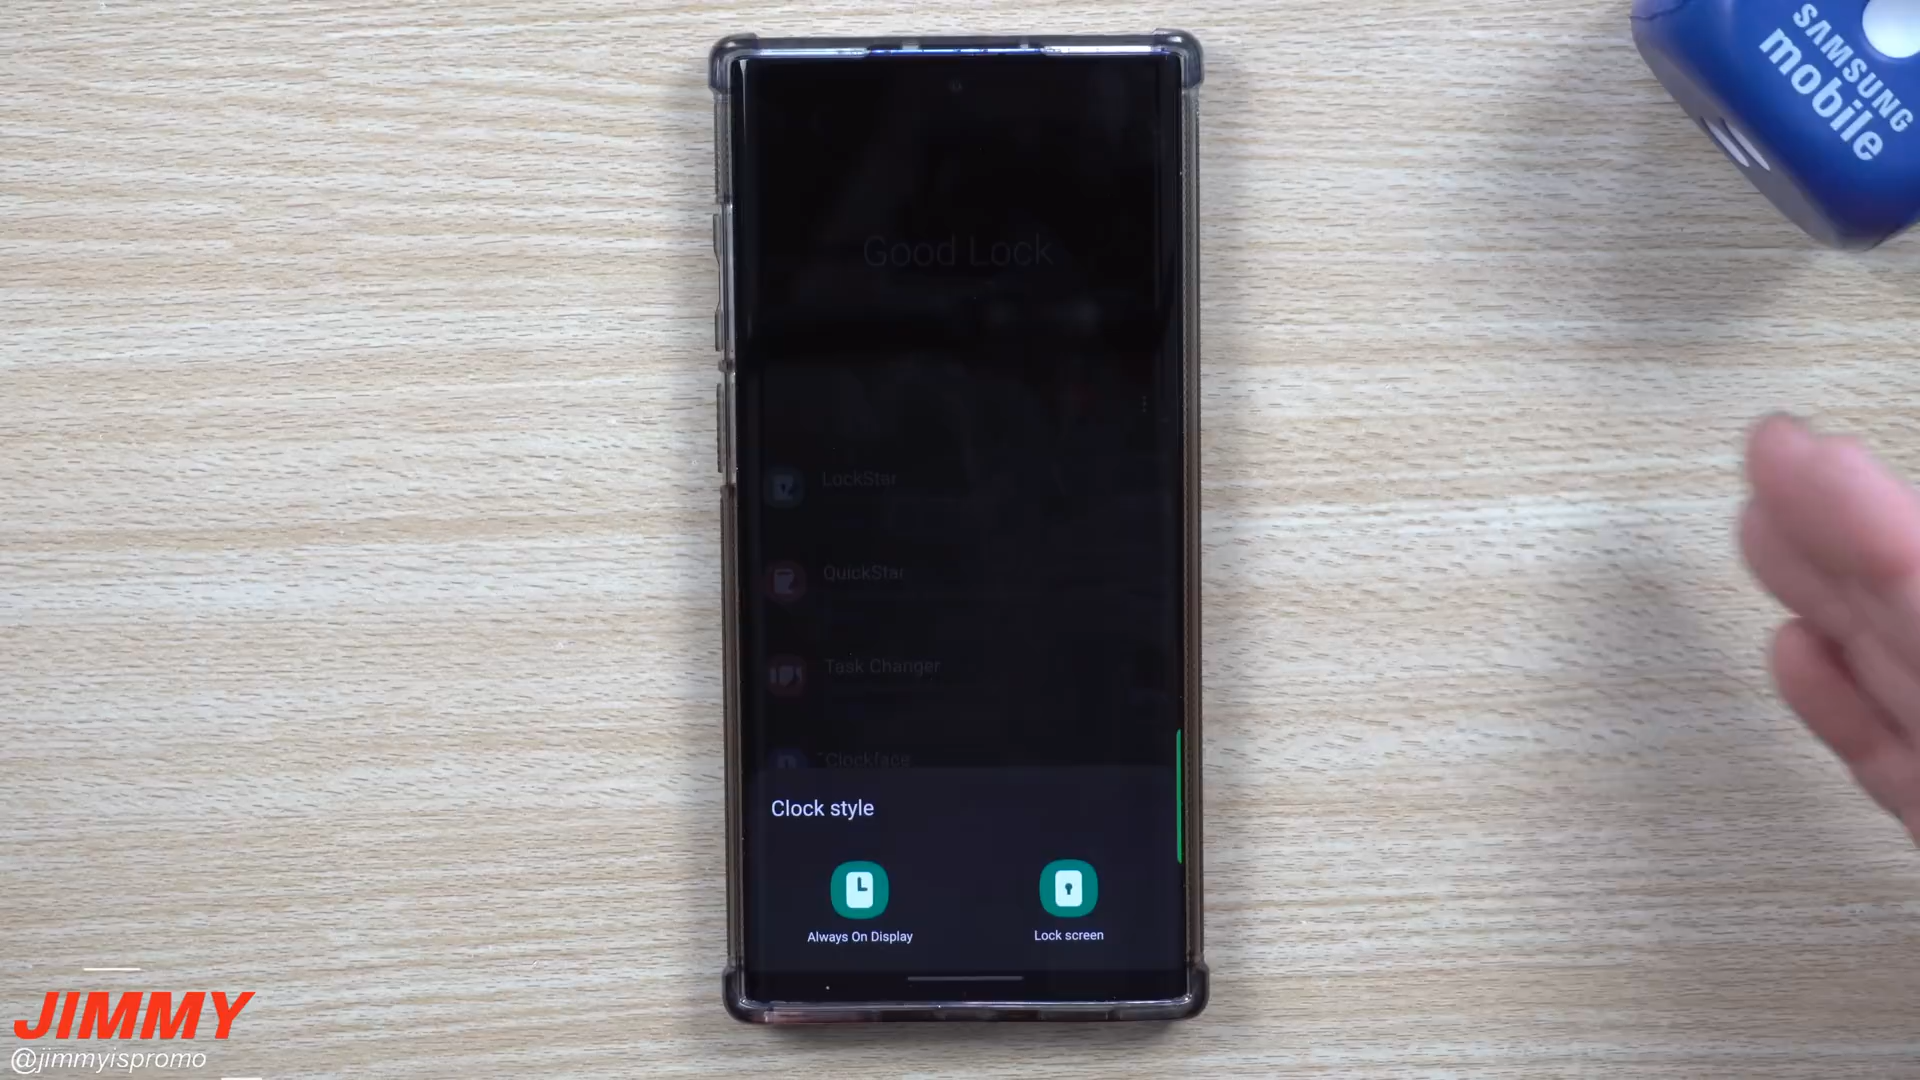 SAMSUNG
mobile
Good Lock
LockStar
QuickStar
Task Changer
Clockface
Clock style
Always On Display
Lock screen
JIMMY
@jimmyispromo